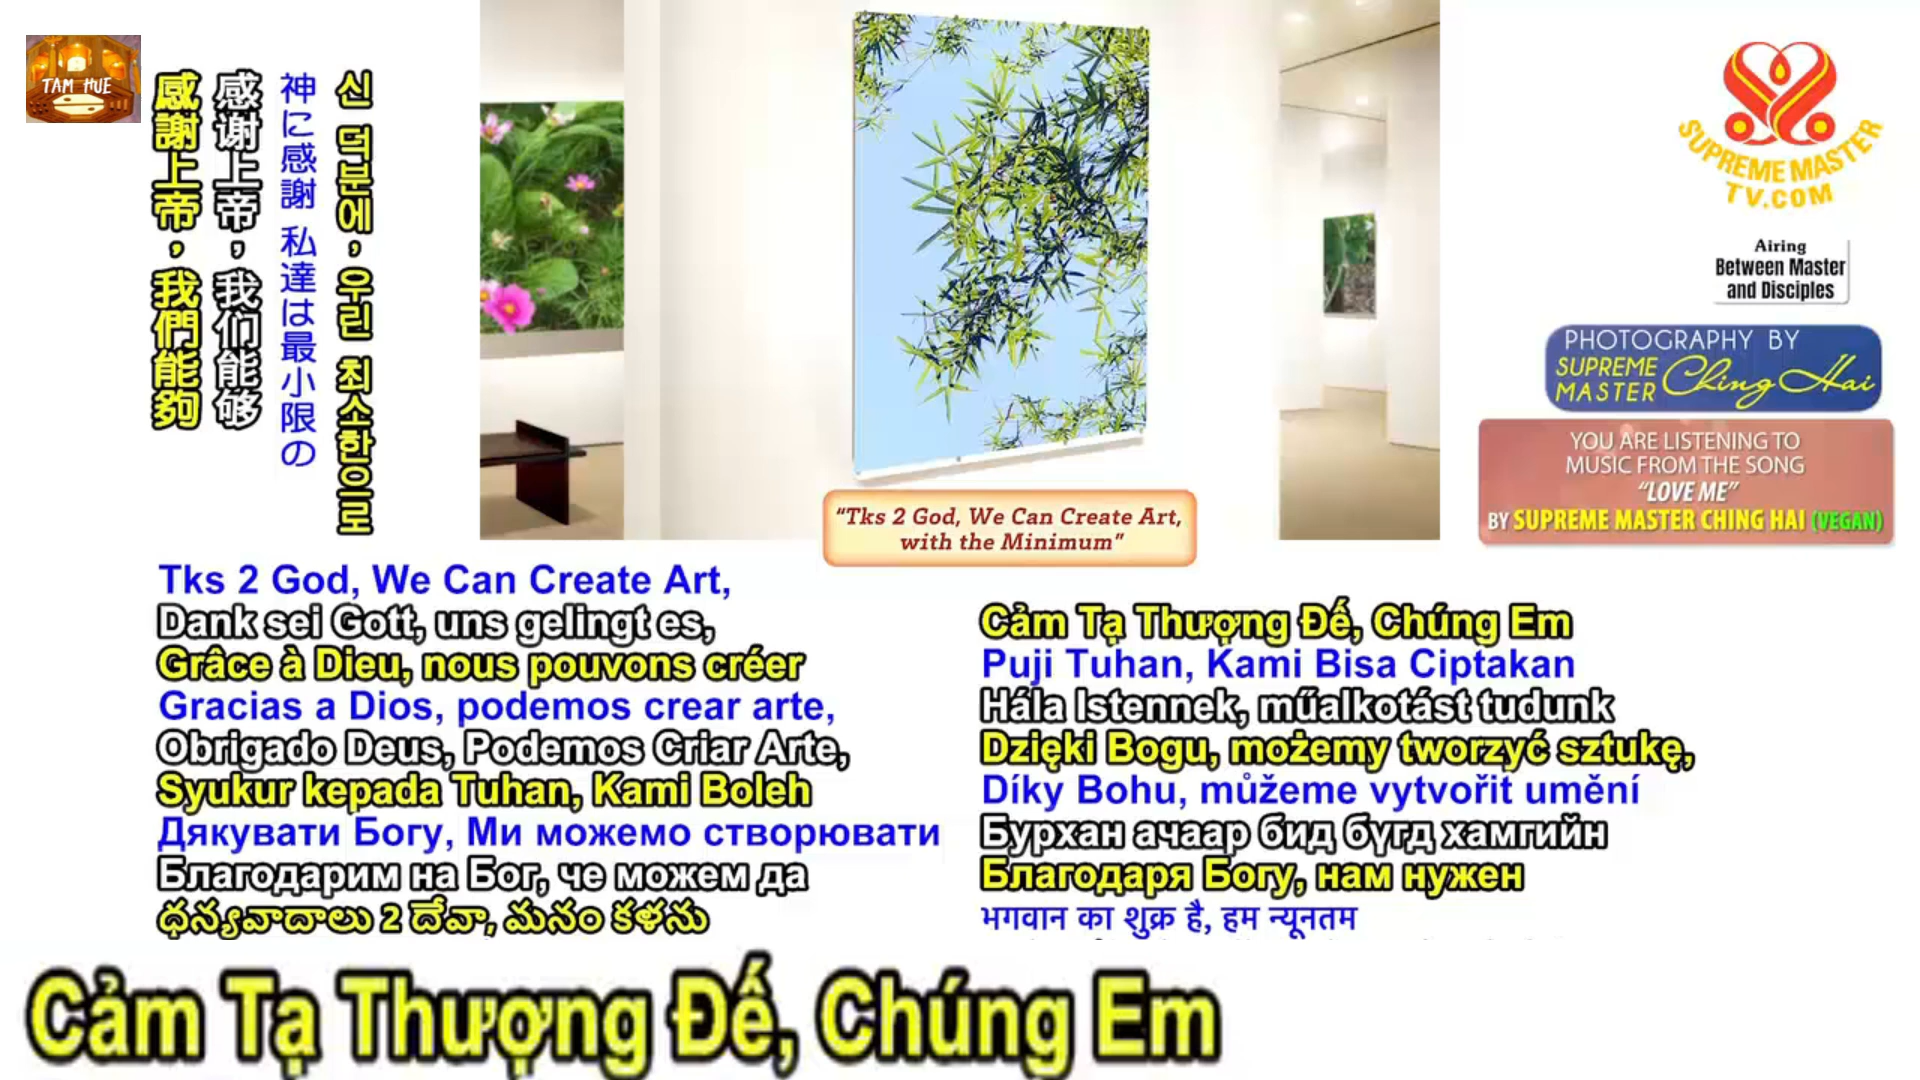 TAM HUE
感謝上帝，我們能夠
感谢上帝，我们能够
神に感謝 私達は最小限の
신 덕분에, 우린 최소한으로
SUPREME MASTER
TV.COM
Airing
Between Master
and Disciples
PHOTOGRAPHY BY
SUPREME
MASTER Ching Hai
YOU ARE LISTENING TO
MUSIC FROM THE SONG
“LOVE ME”
BY SUPREME MASTER CHING HAI (VEGAN)
“Tks 2 God, We Can Create Art,
with the Minimum”
Tks 2 God, We Can Create Art,
Dank sei Gott, uns gelingt es,
Grâce à Dieu, nous pouvons créer
Gracias a Dios, podemos crear arte,
Obrigado Deus, Podemos Criar Arte,
Syukur kepada Tuhan, Kami Boleh
Дякувати Богу, Ми можемо створювати
Благодарим на Бог, че можем да
ధన్యవాదాలు 2 దేవా, మనం కళను
Cảm Tạ Thượng Đế, Chúng Em
Puji Tuhan, Kami Bisa Ciptakan
Hála Istennek, műalkotást tudunk
Dzięki Bogu, możemy tworzyć sztukę,
Díky Bohu, můžeme vytvořit umění
Бурхан ачаар бид бүгд хамгийн
Благодаря Богу, нам нужен
भगवान का शुक्र है, हम न्यूनतम
Cảm Tạ Thượng Đế, Chúng Em